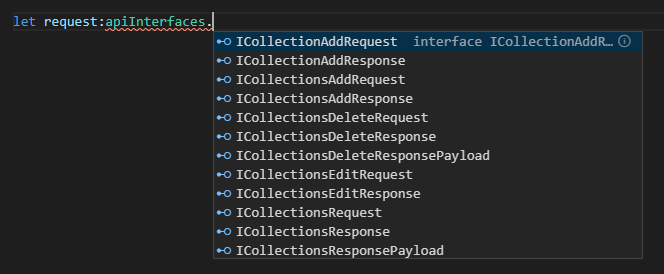 let request:apiInterfaces.
ICollectionAddRequest interface ICollectionAddR…
ICollectionAddResponse
ICollectionsAddRequest
ICollectionsAddResponse
ICollectionsDeleteRequest
ICollectionsDeleteResponse
ICollectionsDeleteResponsePayload
ICollectionsEditRequest
ICollectionsEditResponse
ICollectionsRequest
ICollectionsResponse
ICollectionsResponsePayload